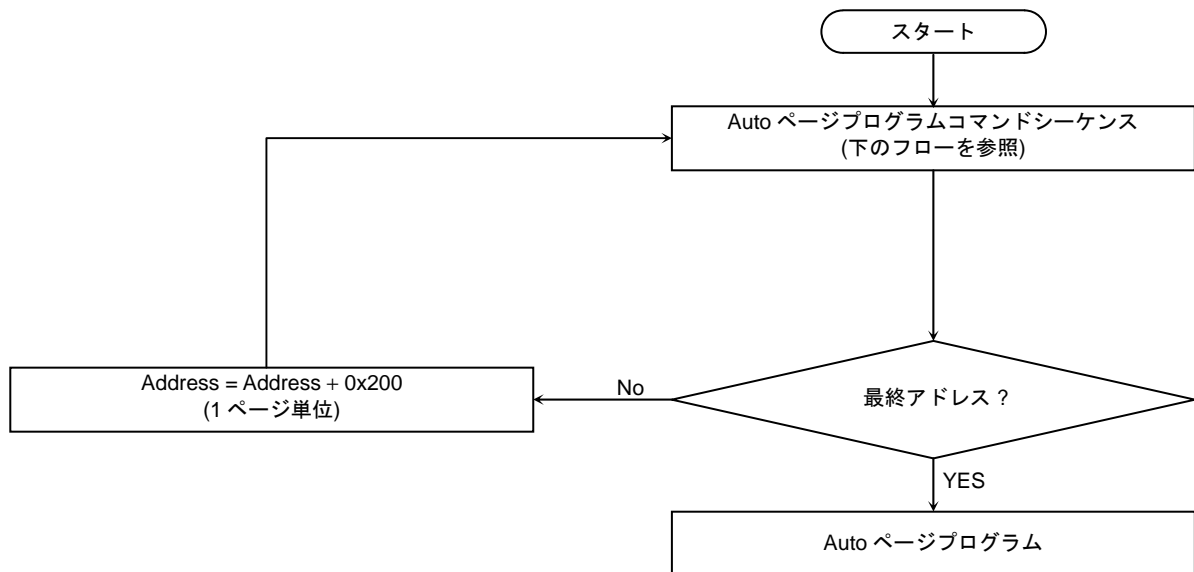 スタート
Auto ページプログラムコマンドシーケンス
(下のフローを参照)
Address = Address + 0x200
(1 ページ単位)
No
最終アドレス ?
YES
Auto ページプログラム